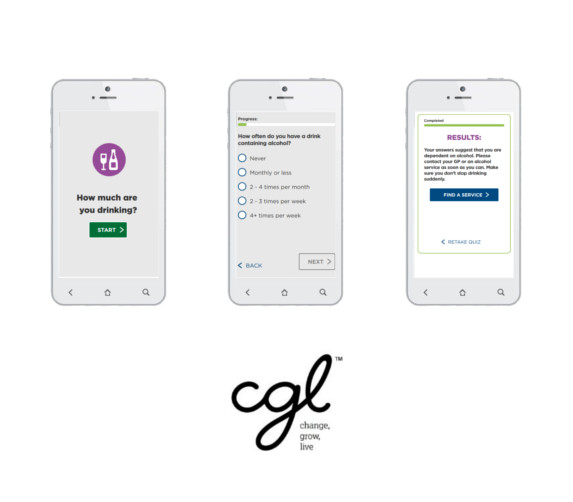 How much are
you drinking?
START
Progress:
How often do you have a drink
containing alcohol?
Never
Monthly or less
2 - 4 times per month
2 - 3 times per week
4+ times per week
BACK
NEXT
Completed
RESULTS:
Your answers suggest that you are
dependent on alcohol. Please
contact your GP or an alcohol
service as soon as you can. Make
sure you don't stop drinking
suddenly.
FIND A SERVICE
RETAKE QUIZ
cgl™
change,
grow,
live